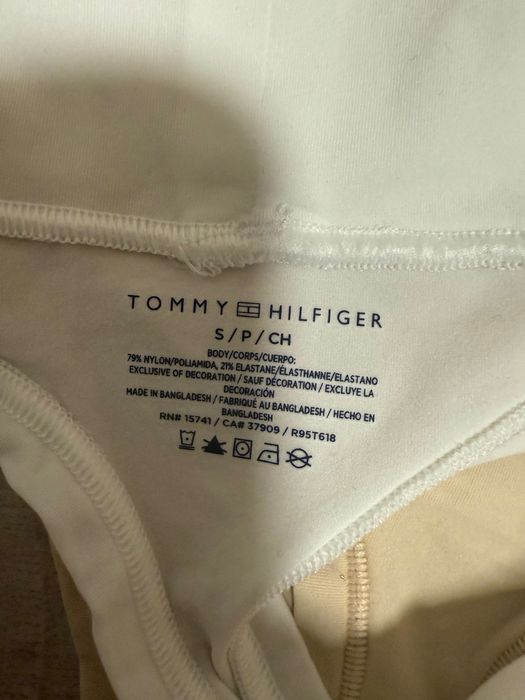 TOMMY HILFIGER
S / P / CH
BODY/CORPS/CUERPO:
79% NYLON/POLIAMIDA, 21% ELASTANE/ÉLASTHANNE/ELASTANO
EXCLUSIVE OF DECORATION / SAUF DÉCORATION / EXCLUYE LA
DECORACIÓN
MADE IN BANGLADESH / FABRIQUÉ AU BANGLADESH / HECHO EN
BANGLADESH
RN# 15741 / CA# 37909 / R95T618